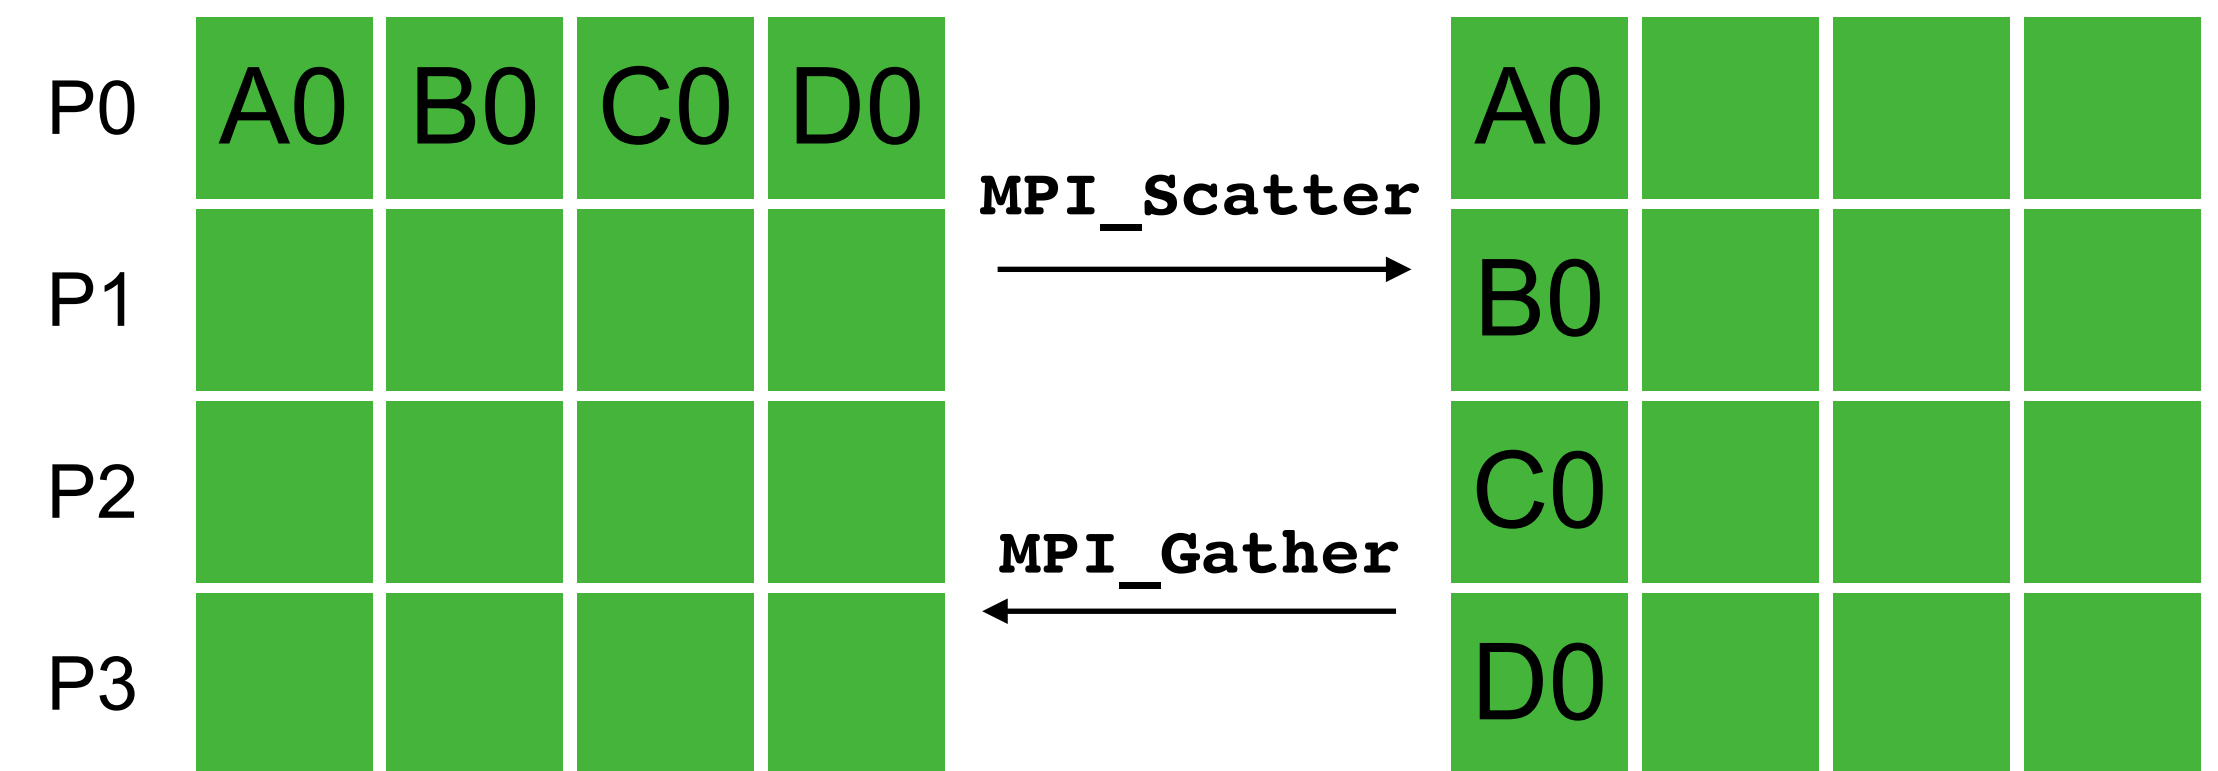 P0 A0 B0 C0 D0 A0
MPI_Scatter
P1 B0
P2 C0
MPI_Gather
P3 D0